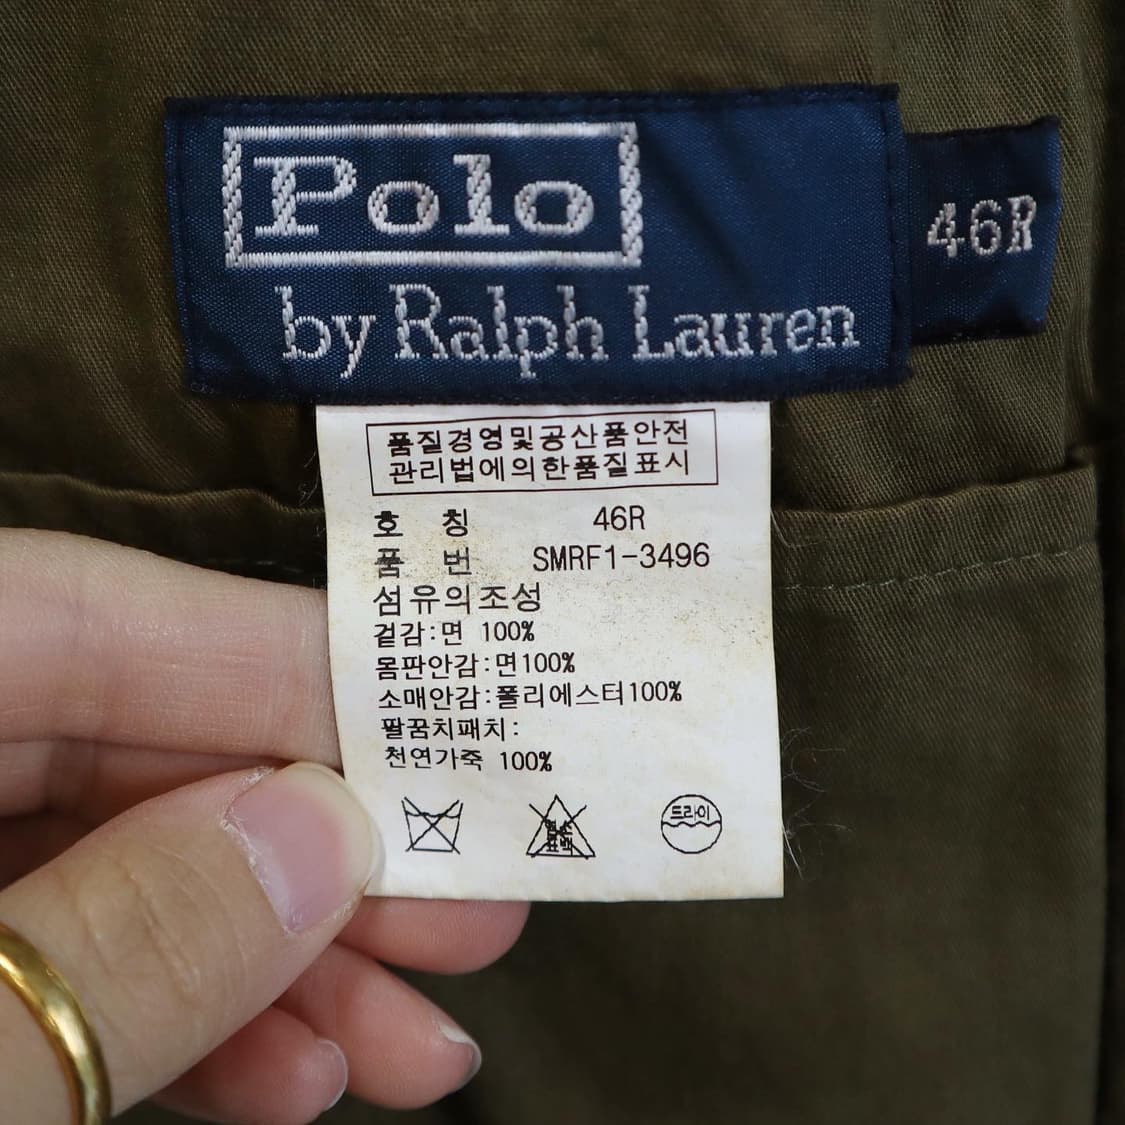 Polo
by Ralph Lauren
46R
품질경영및공산품안전
관리법에의한품질표시
호 칭 46R
품 번 SMRF1-3496
섬유의조성
겉감:면 100%
몸판안감:면100%
소매안감:폴리에스터100%
팔꿈치패치:
천연가죽 100%
드라이